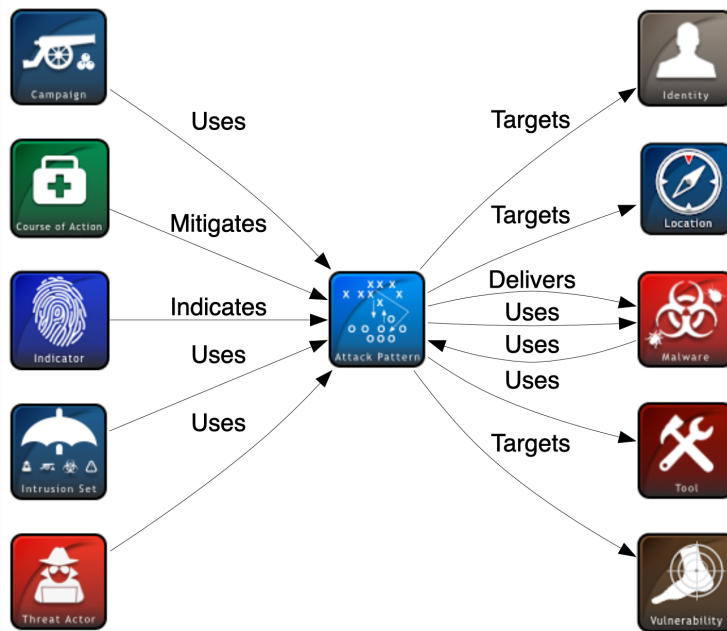 Campaign
Uses
Targets
Identity
Course of Action
Mitigates
Targets
Location
Indicator
Indicates
Attack Pattern
Delivers
Uses
Uses
Malware
Intrusion Set
Uses
Uses
Tool
Threat Actor
Uses
Targets
Vulnerability